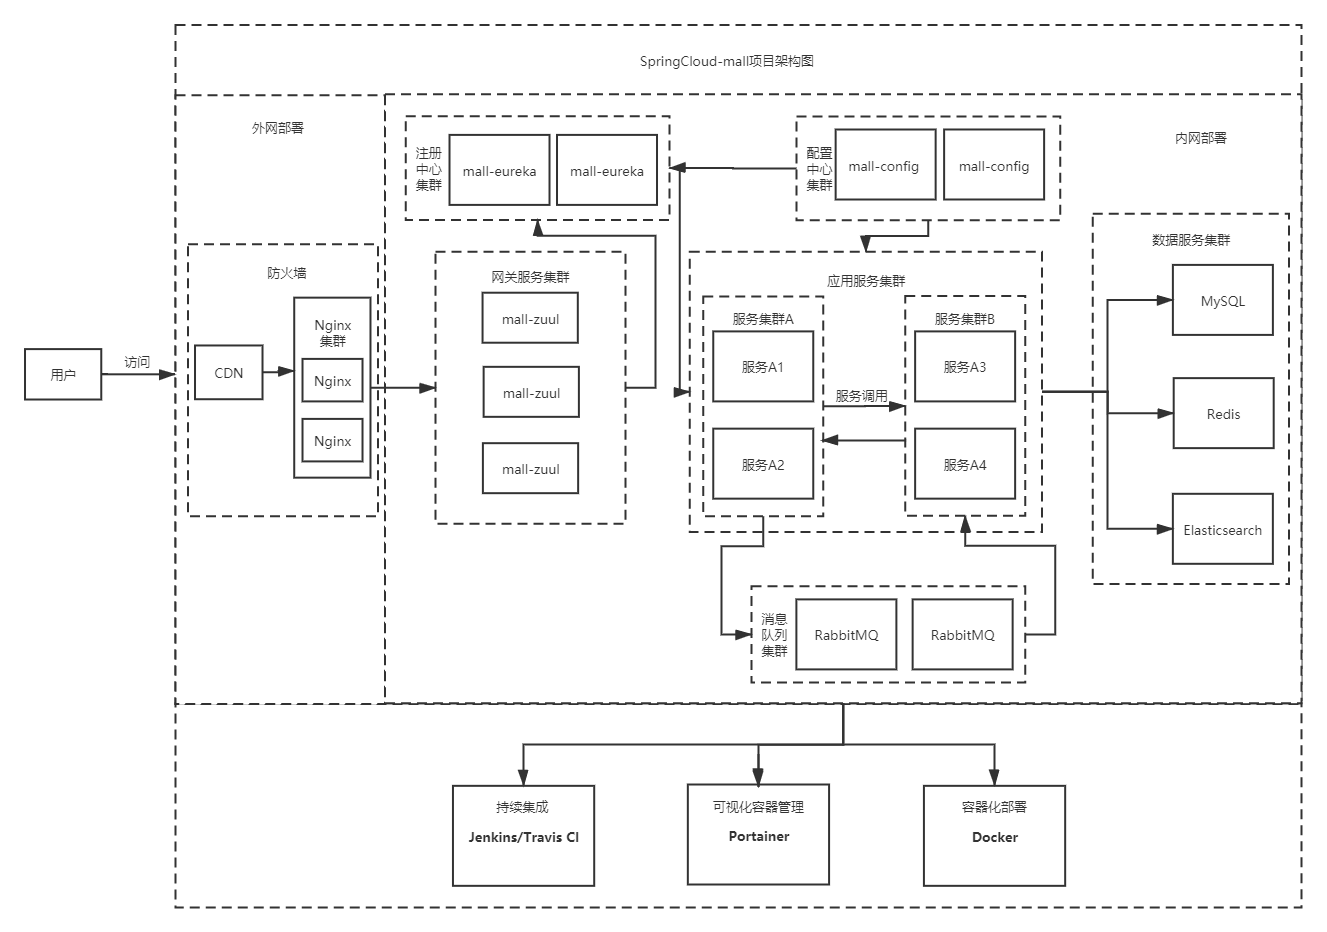 SpringCloud-mall项目架构图
外网部署
内网部署
用户
访问
防火墙
CDN
Nginx
集群
Nginx
Nginx
注册
中心
集群
mall-eureka
mall-eureka
配置
中心
集群
mall-config
mall-config
网关服务集群
mall-zuul
mall-zuul
mall-zuul
应用服务集群
服务集群A
服务A1
服务A2
服务调用
服务集群B
服务A3
服务A4
数据服务集群
MySQL
Redis
Elasticsearch
消息
队列
集群
RabbitMQ
RabbitMQ
持续集成
Jenkins/Travis CI
可视化容器管理
Portainer
容器化部署
Docker